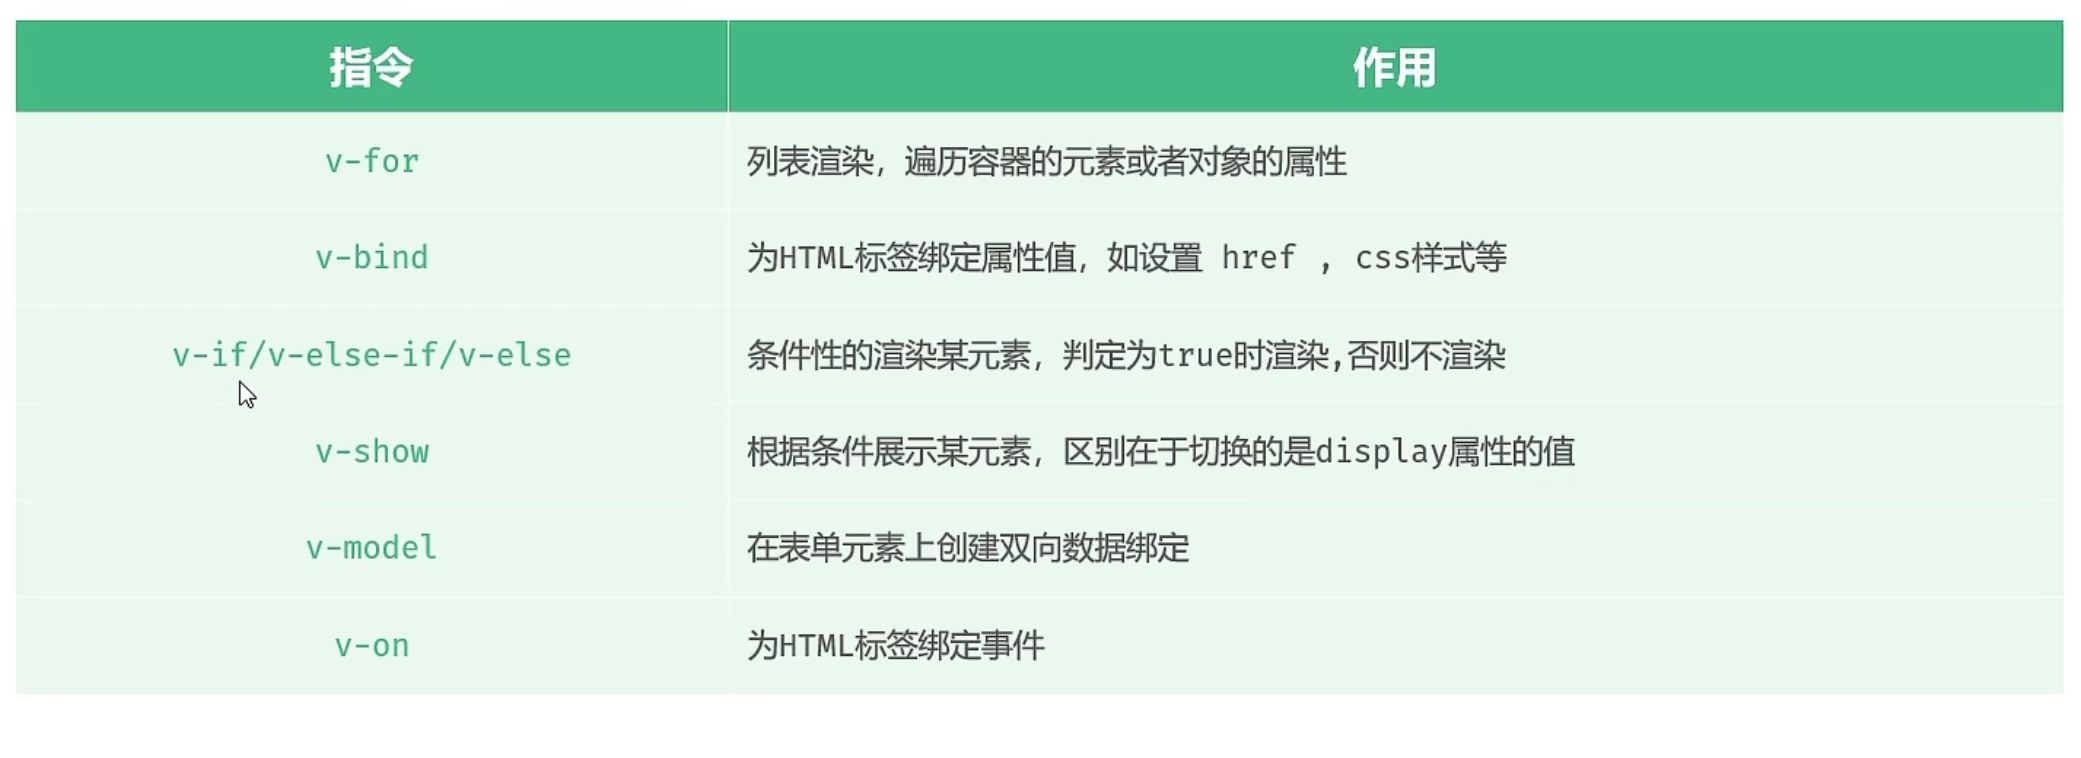 指令 作用
v-for 列表渲染，遍历容器的元素或者对象的属性
v-bind 为HTML标签绑定属性值，如设置 href , css样式等
v-if/v-else-if/v-else 条件性的渲染某元素，判定为true时渲染,否则不渲染
v-show 根据条件展示某元素，区别在于切换的是display属性的值
v-model 在表单元素上创建双向数据绑定
v-on 为HTML标签绑定事件